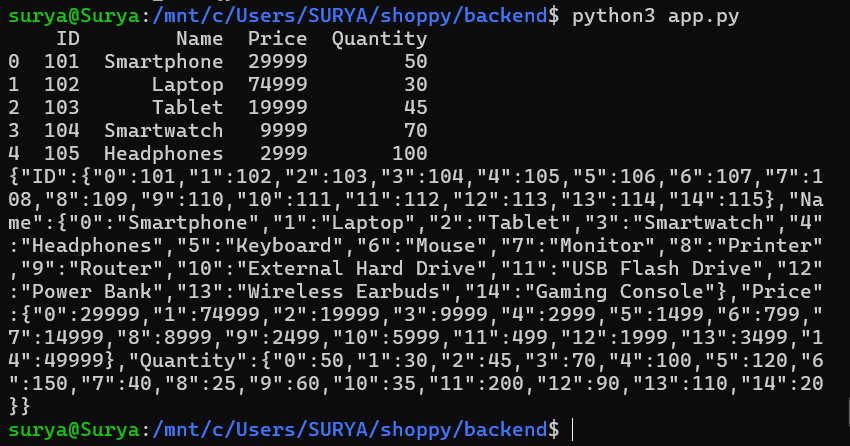 surya@Surya:/mnt/c/Users/SURYA/shoppy/backend$ python3 app.py
    ID        Name  Price  Quantity
0  101  Smartphone  29999        50
1  102      Laptop  74999        30
2  103      Tablet  19999        45
3  104  Smartwatch   9999        70
4  105  Headphones   2999       100
{"ID":{"0":101,"1":102,"2":103,"3":104,"4":105,"5":106,"6":107,"7":1
08,"8":109,"9":110,"10":111,"11":112,"12":113,"13":114,"14":115},"Na
me":{"0":"Smartphone","1":"Laptop","2":"Tablet","3":"Smartwatch","4"
:"Headphones","5":"Keyboard","6":"Mouse","7":"Monitor","8":"Printer"
,"9":"Router","10":"External Hard Drive","11":"USB Flash Drive","12"
:"Power Bank","13":"Wireless Earbuds","14":"Gaming Console"},"Price"
:{"0":29999,"1":74999,"2":19999,"3":9999,"4":2999,"5":1499,"6":799,"
7":14999,"8":8999,"9":2499,"10":5999,"11":499,"12":1999,"13":3499,"1
4":49999},"Quantity":{"0":50,"1":30,"2":45,"3":70,"4":100,"5":120,"6
":150,"7":40,"8":25,"9":60,"10":35,"11":200,"12":90,"13":110,"14":20
}}
surya@Surya:/mnt/c/Users/SURYA/shoppy/backend$